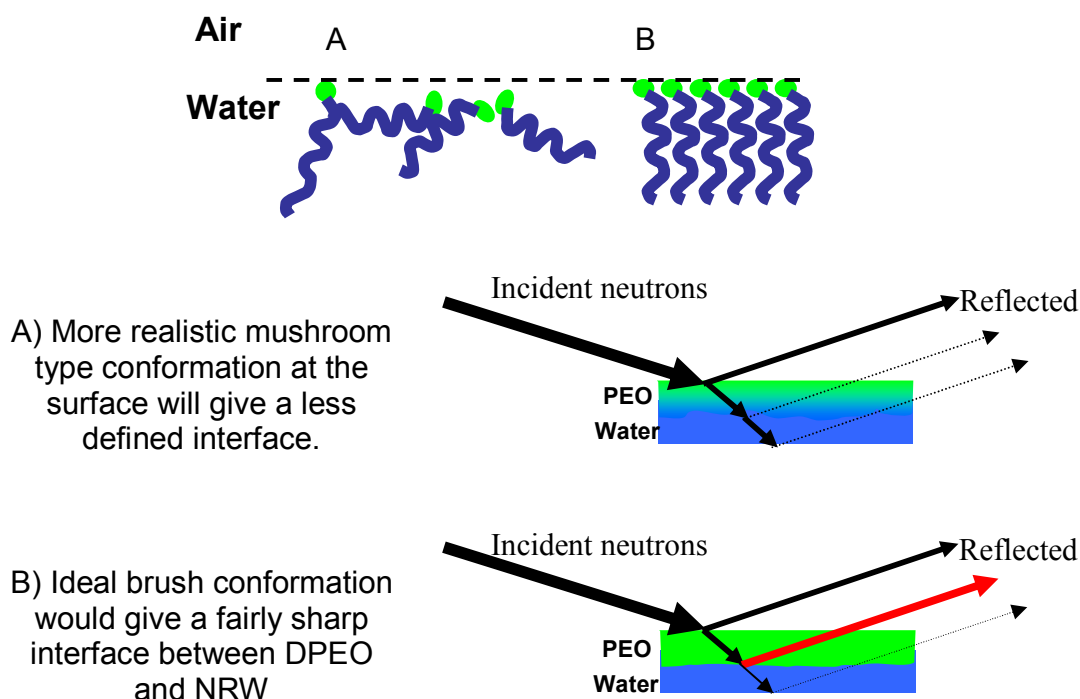 Air
A
B
Water
Incident neutrons
Reflected
A) More realistic mushroom
type conformation at the
surface will give a less
defined interface.
PEO
Water
Incident neutrons
Reflected
B) Ideal brush conformation
would give a fairly sharp
interface between DPEO
and NRW
PEO
Water